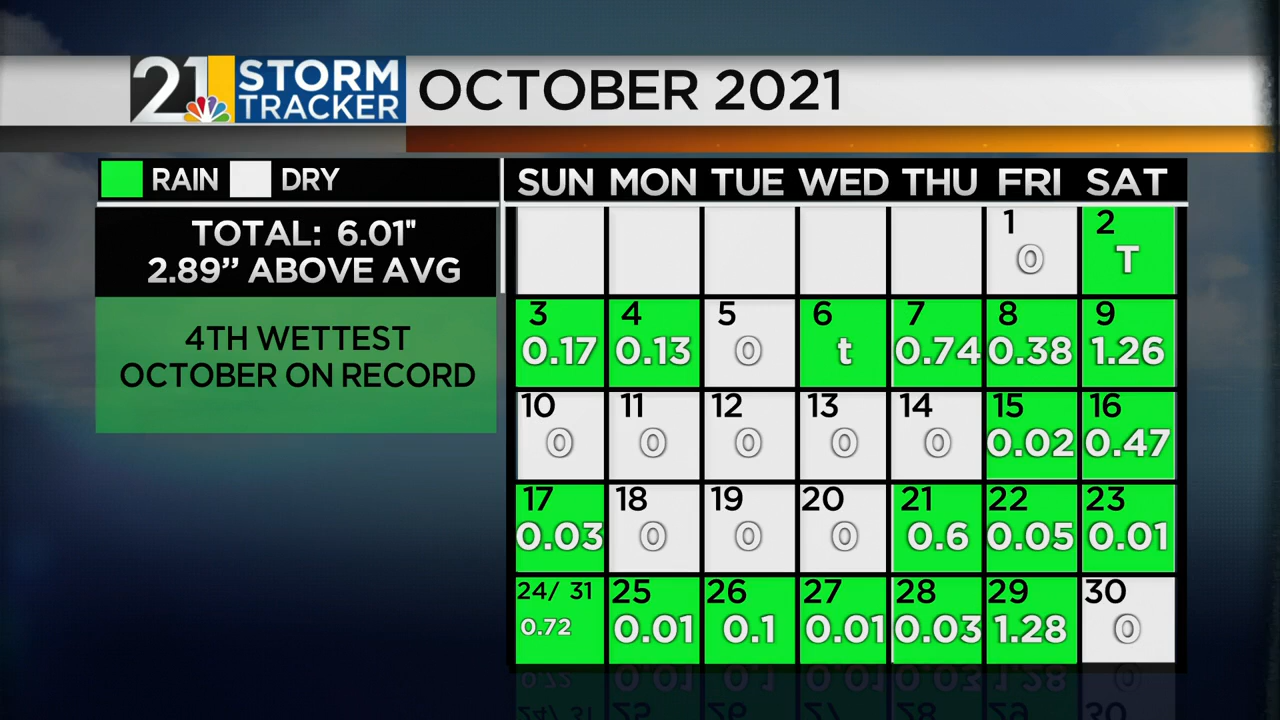 21 STORM TRACKER OCTOBER 2021
RAIN DRY
TOTAL: 6.01"
2.89” ABOVE AVG
4TH WETTEST
OCTOBER ON RECORD
SUN MON TUE WED THU FRI SAT
1 2
0 T
3 4 5 6 7 8 9
0.17 0.13 0 t 0.74 0.38 1.26
10 11 12 13 14 15 16
0 0 0 0 0 0.02 0.47
17 18 19 20 21 22 23
0.03 0 0 0 0.6 0.05 0.01
24/ 31 25 26 27 28 29 30
0.72 0.01 0.1 0.01 0.03 1.28 0